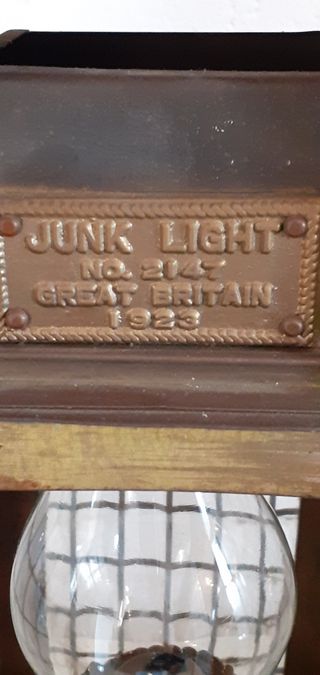 JUNK LIGHT
NO. 2147
GREAT BRITAIN
1923